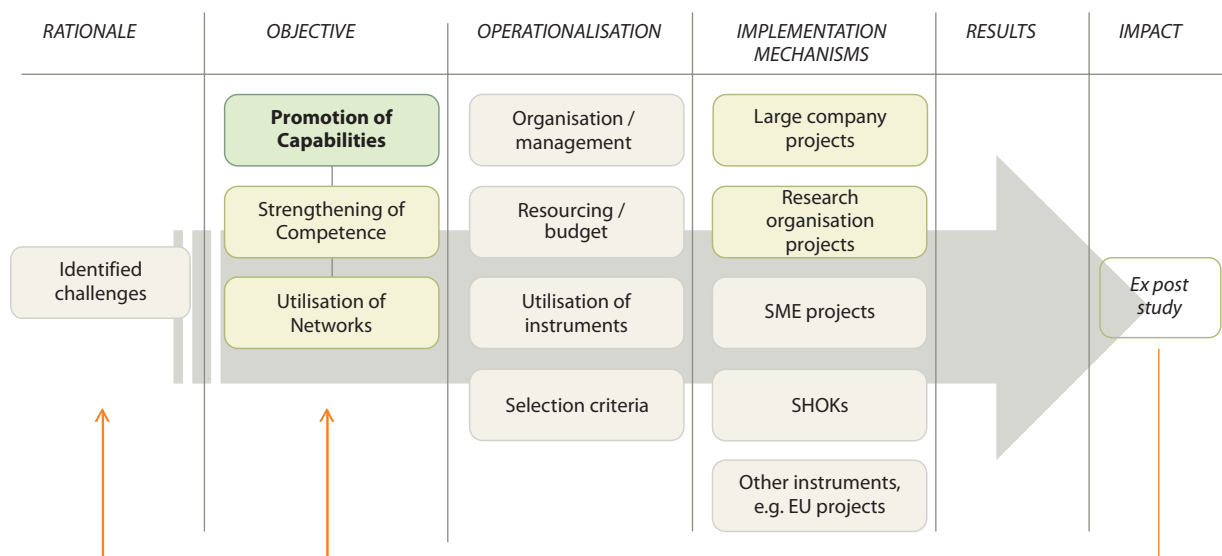 RATIONALE
OBJECTIVE
OPERATIONALISATION
IMPLEMENTATION
MECHANISMS
RESULTS
IMPACT
Identified
challenges
Promotion of
Capabilities
Strengthening of
Competence
Utilisation of
Networks
Organisation /
management
Resourcing /
budget
Utilisation of
instruments
Selection criteria
Large company
projects
Research
organisation
projects
SME projects
SHOKs
Other instruments,
e.g. EU projects
Ex post
study